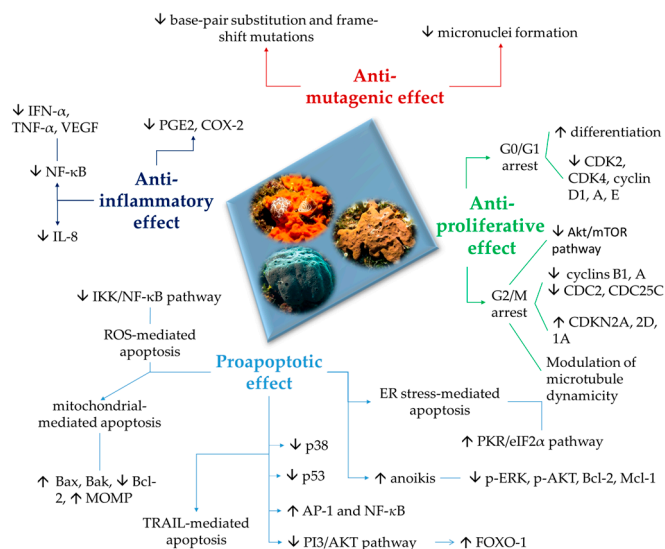 ↓ base-pair substitution and frame-
shift mutations
↓ micronuclei formation
Anti-
mutagenic effect
↓ IFN-α,
TNF-α, VEGF
↓ NF-κB
↓ IL-8
↓ PGE2, COX-2
Anti-
inflammatory
effect
G0/G1
arrest
↑ differentiation
↓ CDK2,
CDK4, cyclin
D1, A, E
Anti-
proliferative
effect
↓ Akt/mTOR
pathway
G2/M
arrest
↓ cyclins B1, A
↓ CDC2, CDC25C
↑ CDKN2A, 2D,
1A
Modulation of
microtubule
dynamicity
↓ IKK/NF-κB pathway
ROS-mediated
apoptosis
Proapoptotic
effect
mitochondrial-
mediated apoptosis
↑ Bax, Bak, ↓ Bcl-
2, ↑ MOMP
TRAIL-mediated
apoptosis
ER stress-mediated
apoptosis
↑ PKR/eIF2α pathway
↓ p38
↓ p53
↑ anoikis
↓ p-ERK, p-AKT, Bcl-2, Mcl-1
↑ AP-1 and NF-κB
↓ PI3/AKT pathway
↑ FOXO-1